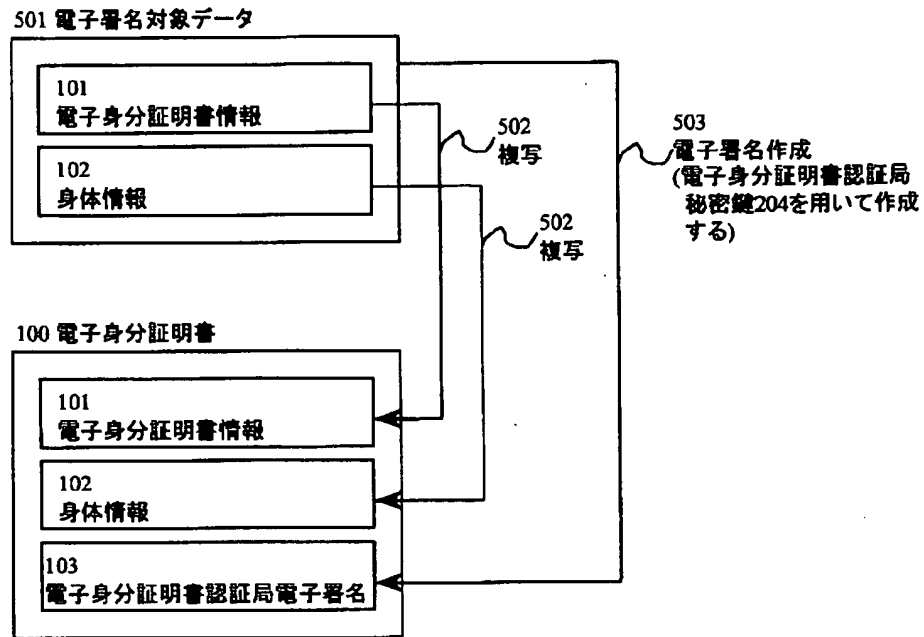 501 電子署名対象データ
101
電子身分証明書情報
102
身体情報
502
複写
502
複写
503
電子署名作成
(電子身分証明書認証局
秘密鍵204を用いて作成
する)
100 電子身分証明書
101
電子身分証明書情報
102
身体情報
103
電子身分証明書認証局電子署名